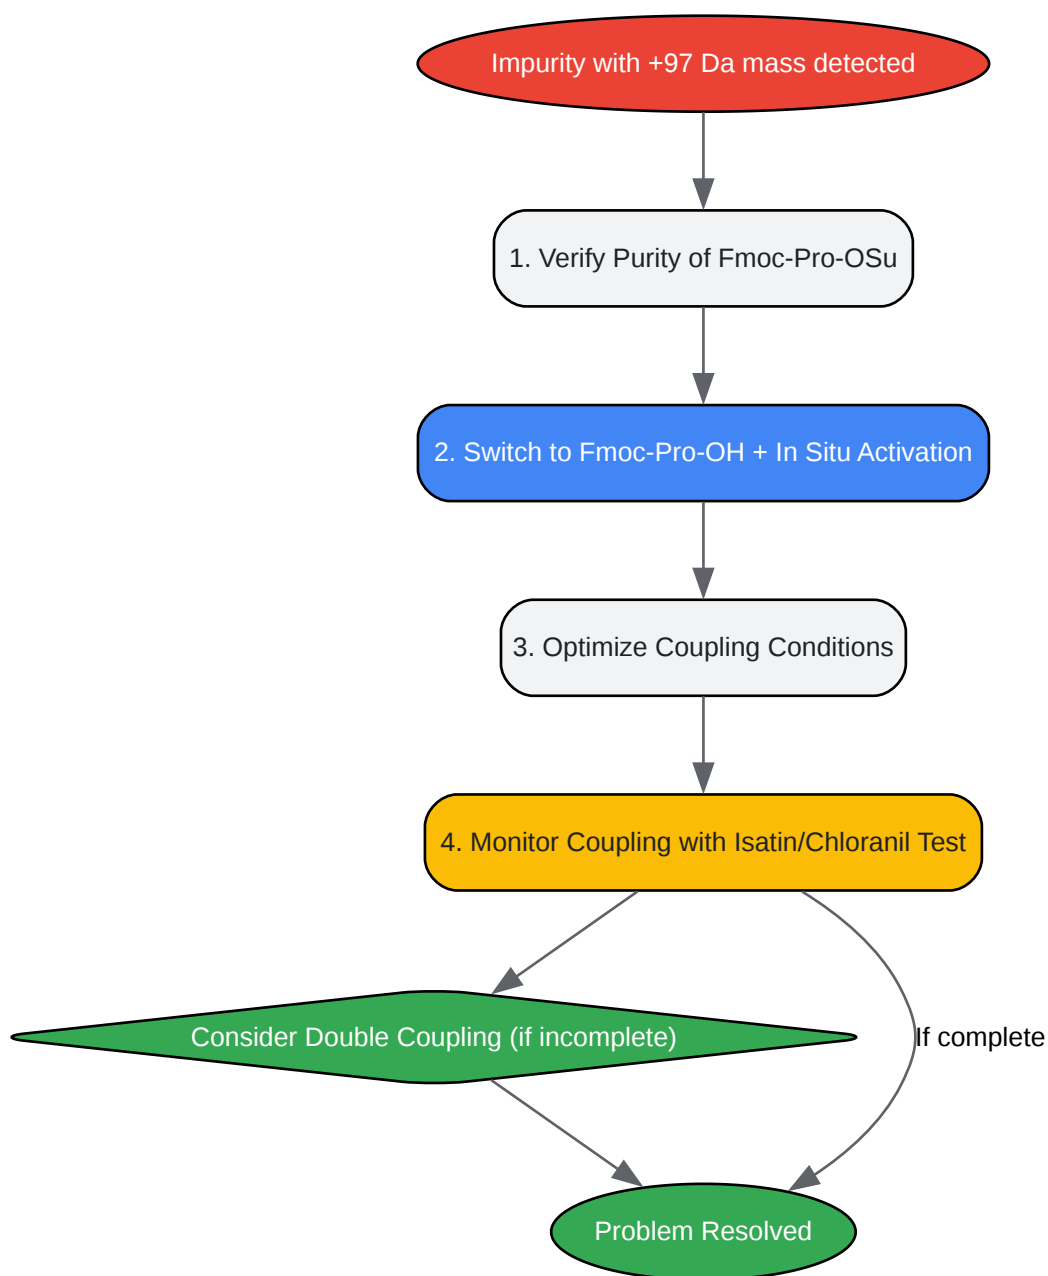 Impurity with +97 Da mass detected
1. Verify Purity of Fmoc-Pro-OSu
2. Switch to Fmoc-Pro-OH + In Situ Activation
3. Optimize Coupling Conditions
4. Monitor Coupling with Isatin/Chloranil Test
Consider Double Coupling (if incomplete)
If complete
Problem Resolved